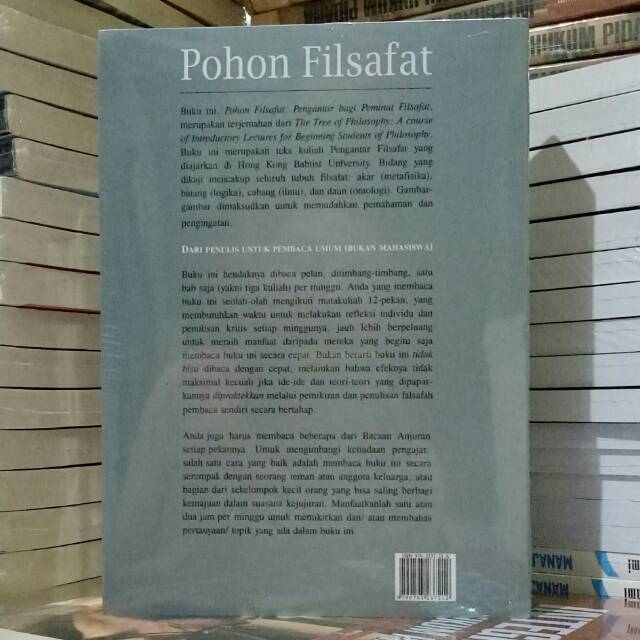 Pohon Filsafat
Buku ini, Pohon Filsafat: Pengantar bagi Peminat Filsafat,
merupakan terjemahan dari The Tree of Philosophy: A course
of Introductory Lectures for Beginning Students of Philosophy.
Buku ini merupakan teks kuliah Pengantar Filsafat yang
diajarkan di Hong Kong Babtist University. Bidang yang
dikaji mencakup seluruh tubuh filsafat: akar (metafisika),
batang (logika), cabang (ilmu), dan daun (ontologi). Gambar-
gambar dimaksudkan untuk memudahkan pemahaman dan
pengingatan.
DARI PENULIS UNTUK PEMBACA UMUM (BUKAN MAHASISWA)
Buku ini hendaknya dibaca pelan, ditimbang-timbang, satu
bab saja (yakni tiga kuliah) per minggu. Anda yang membaca
buku ini seolah-olah mengikuti matakuliah 12-pekan, yang
membutuhkan waktu untuk melakukan refleksi individu dan
penulisan kritis setiap minggunya, jauh lebih berpeluang
untuk meraih manfaat daripada mereka yang begitu saja
membaca buku ini secara cepat. Bukan berarti buku ini tidak
bisa dibaca dengan cepat, melainkan bahwa efeknya tidak
maksimal kecuali jika ide-ide dan teori-teori yang dipapar-
kannya dipraktekkan melalui pemikiran dan penulisan falsafah
pembaca sendiri secara bertahap.
Anda juga harus membaca beberapa dari Bacaan Anjuran
setiap pekannya. Untuk mengimbangi ketiadaan pengajar,
salah satu cara yang baik adalah membaca buku ini secara
serempak dengan seorang teman atau anggota keluarga, atau
bagian dari sekelompok kecil orang yang bisa saling berbagi
kemajuan dalam suasana kejujuran. Manfaatkanlah satu atau
dua jam per minggu untuk memikirkan dan/ atau membahas
pertanyaan/ topik yang ada dalam buku ini.
HUKUM PID
MANAJ
MANAJ